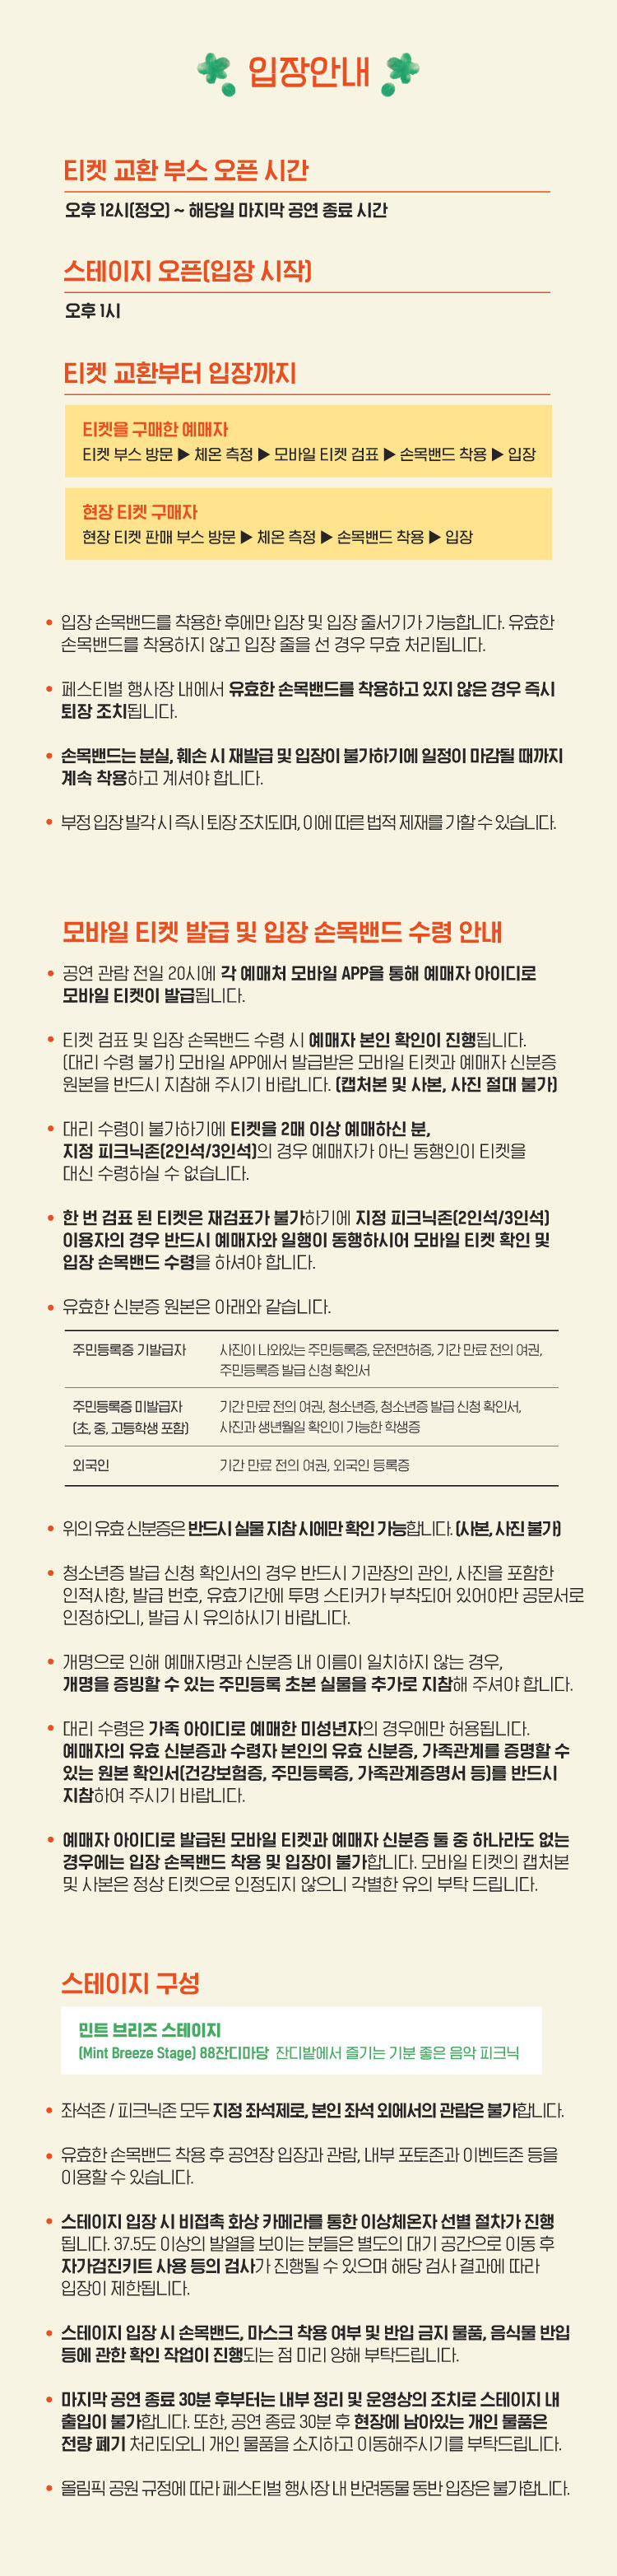 입장안내
티켓 교환 부스 오픈 시간
오후 12시(정오) ~ 해당일 마지막 공연 종료 시간
스테이지 오픈(입장 시작)
오후 1시
티켓 교환부터 입장까지
티켓을 구매한 예매자
티켓 부스 방문 ▶ 체온 측정 ▶ 모바일 티켓 검표 ▶ 손목밴드 착용 ▶ 입장
현장 티켓 구매자
현장 티켓 판매 부스 방문 ▶ 체온 측정 ▶ 손목밴드 착용 ▶ 입장
• 입장 손목밴드를 착용한 후에만 입장 및 입장 줄서기가 가능합니다. 유효한
손목밴드를 착용하지 않고 입장 줄을 선 경우 무효 처리됩니다.
• 페스티벌 행사장 내에서 유효한 손목밴드를 착용하고 있지 않은 경우 즉시
퇴장 조치됩니다.
• 손목밴드는 분실, 훼손 시 재발급 및 입장이 불가하기에 일정이 마감될 때까지
계속 착용하고 계셔야 합니다.
• 부정 입장 발각 시 즉시 퇴장 조치되며, 이에 따른 법적 제재를 가할 수 있습니다.
모바일 티켓 발급 및 입장 손목밴드 수령 안내
• 공연 관람 전일 20시에 각 예매처 모바일 APP을 통해 예매자 아이디로
모바일 티켓이 발급됩니다.
• 티켓 검표 및 입장 손목밴드 수령 시 예매자 본인 확인이 진행됩니다.
(대리 수령 불가) 모바일 APP에서 발급받은 모바일 티켓과 예매자 신분증
원본을 반드시 지참해 주시기 바랍니다. (캡처본 및 사본, 사진 절대 불가)
• 대리 수령이 불가하기에 티켓을 2매 이상 예매하신 분,
지정 피크닉존(2인석/3인석)의 경우 예매자가 아닌 동행인이 티켓을
대신 수령하실 수 없습니다.
• 한 번 검표 된 티켓은 재검표가 불가하기에 지정 피크닉존(2인석/3인석)
이용자의 경우 반드시 예매자와 일행이 동행하시어 모바일 티켓 확인 및
입장 손목밴드 수령을 하셔야 합니다.
• 유효한 신분증 원본은 아래와 같습니다.
주민등록증 기발급자 사진이 나와있는 주민등록증, 운전면허증, 기간 만료 전의 여권,
주민등록증 발급 신청 확인서
주민등록증 미발급자 기간 만료 전의 여권, 청소년증, 청소년증 발급 신청 확인서,
(초, 중, 고등학생 포함) 사진과 생년월일 확인이 가능한 학생증
외국인 기간 만료 전의 여권, 외국인 등록증
• 위의 유효 신분증은 반드시 실물 지참 시에만 확인 가능합니다. (사본, 사진 불가)
• 청소년증 발급 신청 확인서의 경우 반드시 기관장의 관인, 사진을 포함한
인적사항, 발급 번호, 유효기간에 투명 스티커가 부착되어 있어야만 공문서로
인정하오니, 발급 시 유의하시기 바랍니다.
• 개명으로 인해 예매자명과 신분증 내 이름이 일치하지 않는 경우,
개명을 증빙할 수 있는 주민등록 초본 실물을 추가로 지참해 주셔야 합니다.
• 대리 수령은 가족 아이디로 예매한 미성년자의 경우에만 허용됩니다.
예매자의 유효 신분증과 수령자 본인의 유효 신분증, 가족관계를 증명할 수
있는 원본 확인서(건강보험증, 주민등록증, 가족관계증명서 등)를 반드시
지참하여 주시기 바랍니다.
• 예매자 아이디로 발급된 모바일 티켓과 예매자 신분증 둘 중 하나라도 없는
경우에는 입장 손목밴드 착용 및 입장이 불가합니다. 모바일 티켓의 캡처본
및 사본은 정상 티켓으로 인정되지 않으니 각별한 유의 부탁 드립니다.
스테이지 구성
민트 브리즈 스테이지
(Mint Breeze Stage) 88잔디마당 잔디밭에서 즐기는 기분 좋은 음악 피크닉
• 좌석존 / 피크닉존 모두 지정 좌석제로, 본인 좌석 외에서의 관람은 불가합니다.
• 유효한 손목밴드 착용 후 공연장 입장과 관람, 내부 포토존과 이벤트존 등을
이용할 수 있습니다.
• 스테이지 입장 시 비접촉 화상 카메라를 통한 이상체온자 선별 절차가 진행
됩니다. 37.5도 이상의 발열을 보이는 분들은 별도의 대기 공간으로 이동 후
자가검진키트 사용 등의 검사가 진행될 수 있으며 해당 검사 결과에 따라
입장이 제한됩니다.
• 스테이지 입장 시 손목밴드, 마스크 착용 여부 및 반입 금지 물품, 음식물 반입
등에 관한 확인 작업이 진행되는 점 미리 양해 부탁드립니다.
• 마지막 공연 종료 30분 후부터는 내부 정리 및 운영상의 조치로 스테이지 내
출입이 불가합니다. 또한, 공연 종료 30분 후 현장에 남아있는 개인 물품은
전량 폐기 처리되오니 개인 물품을 소지하고 이동해주시기를 부탁드립니다.
• 올림픽 공원 규정에 따라 페스티벌 행사장 내 반려동물 동반 입장은 불가합니다.